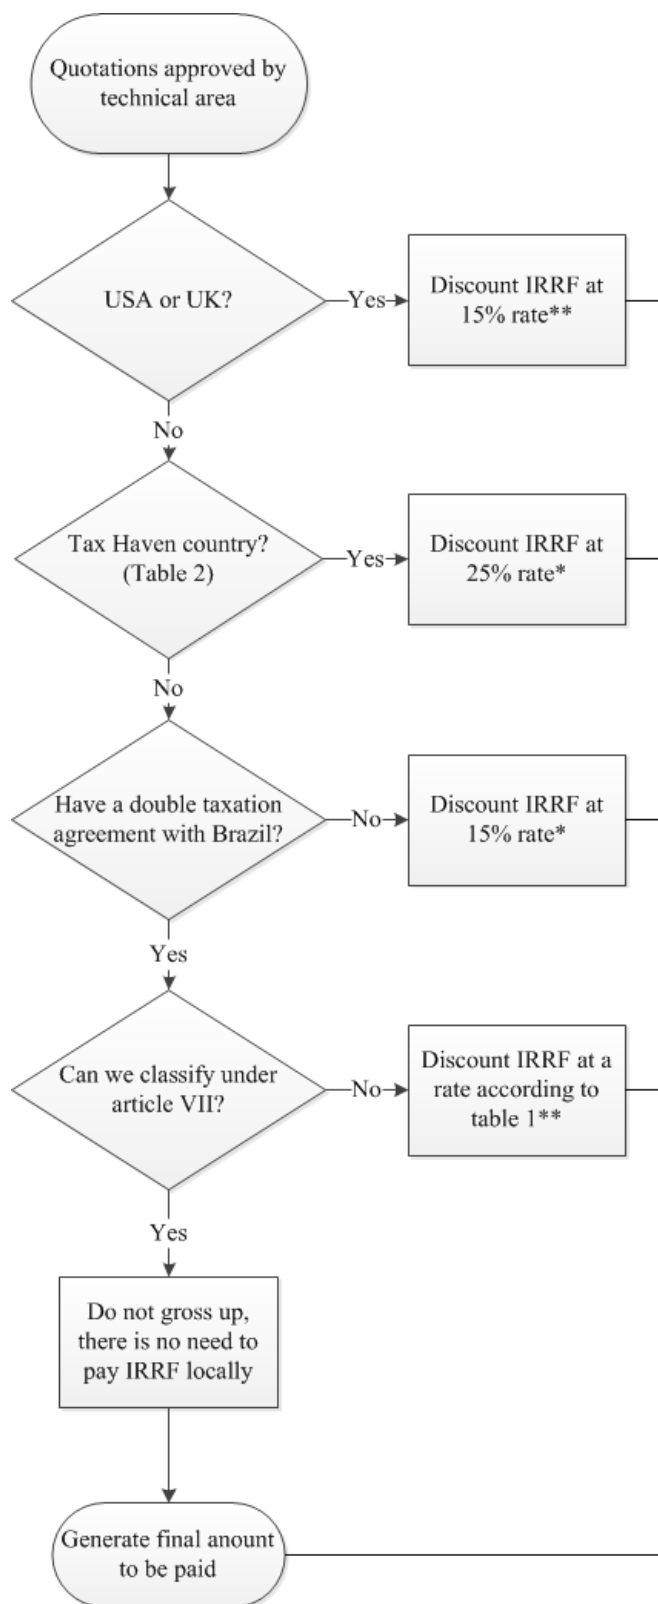 Quotations approved by
technical area
USA or UK?
Yes
Discount IRRF at
15% rate**
No
Tax Haven country?
(Table 2)
Yes
Discount IRRF at
25% rate*
No
Have a double taxation
agreement with Brazil?
No
Discount IRRF at
15% rate*
Yes
Can we classify under
article VII?
No
Discount IRRF at a
rate according to
table 1**
Yes
Do not gross up,
there is no need to
pay IRRF locally
Generate final amount
to be paid